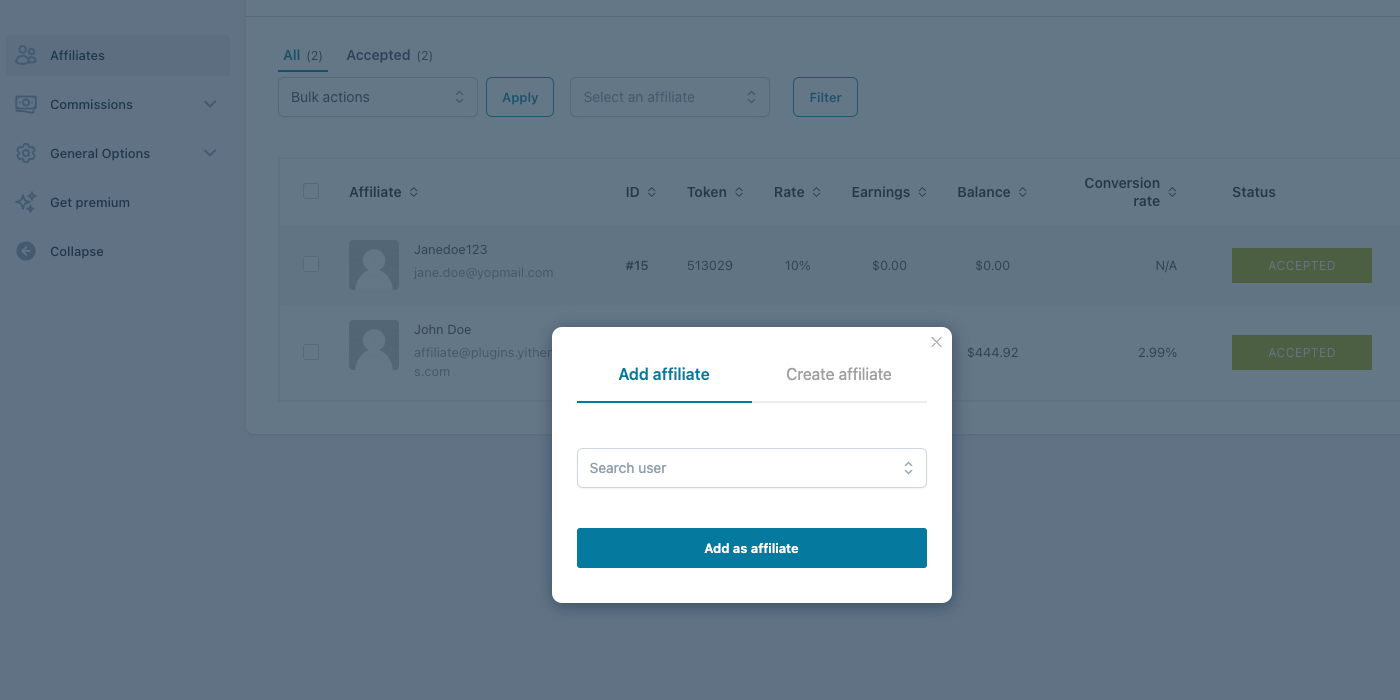 Affiliates
Commissions
General Options
Get premium
Collapse
All (2) Accepted (2)
Bulk actions Apply Select an affiliate Filter
Affiliate ID Token Rate Earnings Balance Conversion rate Status
Janedoe123
jane.doe@yopmail.com #15 513029 10% $0.00 $0.00 N/A ACCEPTED
John Doe
affiliate@plugins.yither
s.com $444.92 2.99% ACCEPTED
Add affiliate Create affiliate
Search user
Add as affiliate